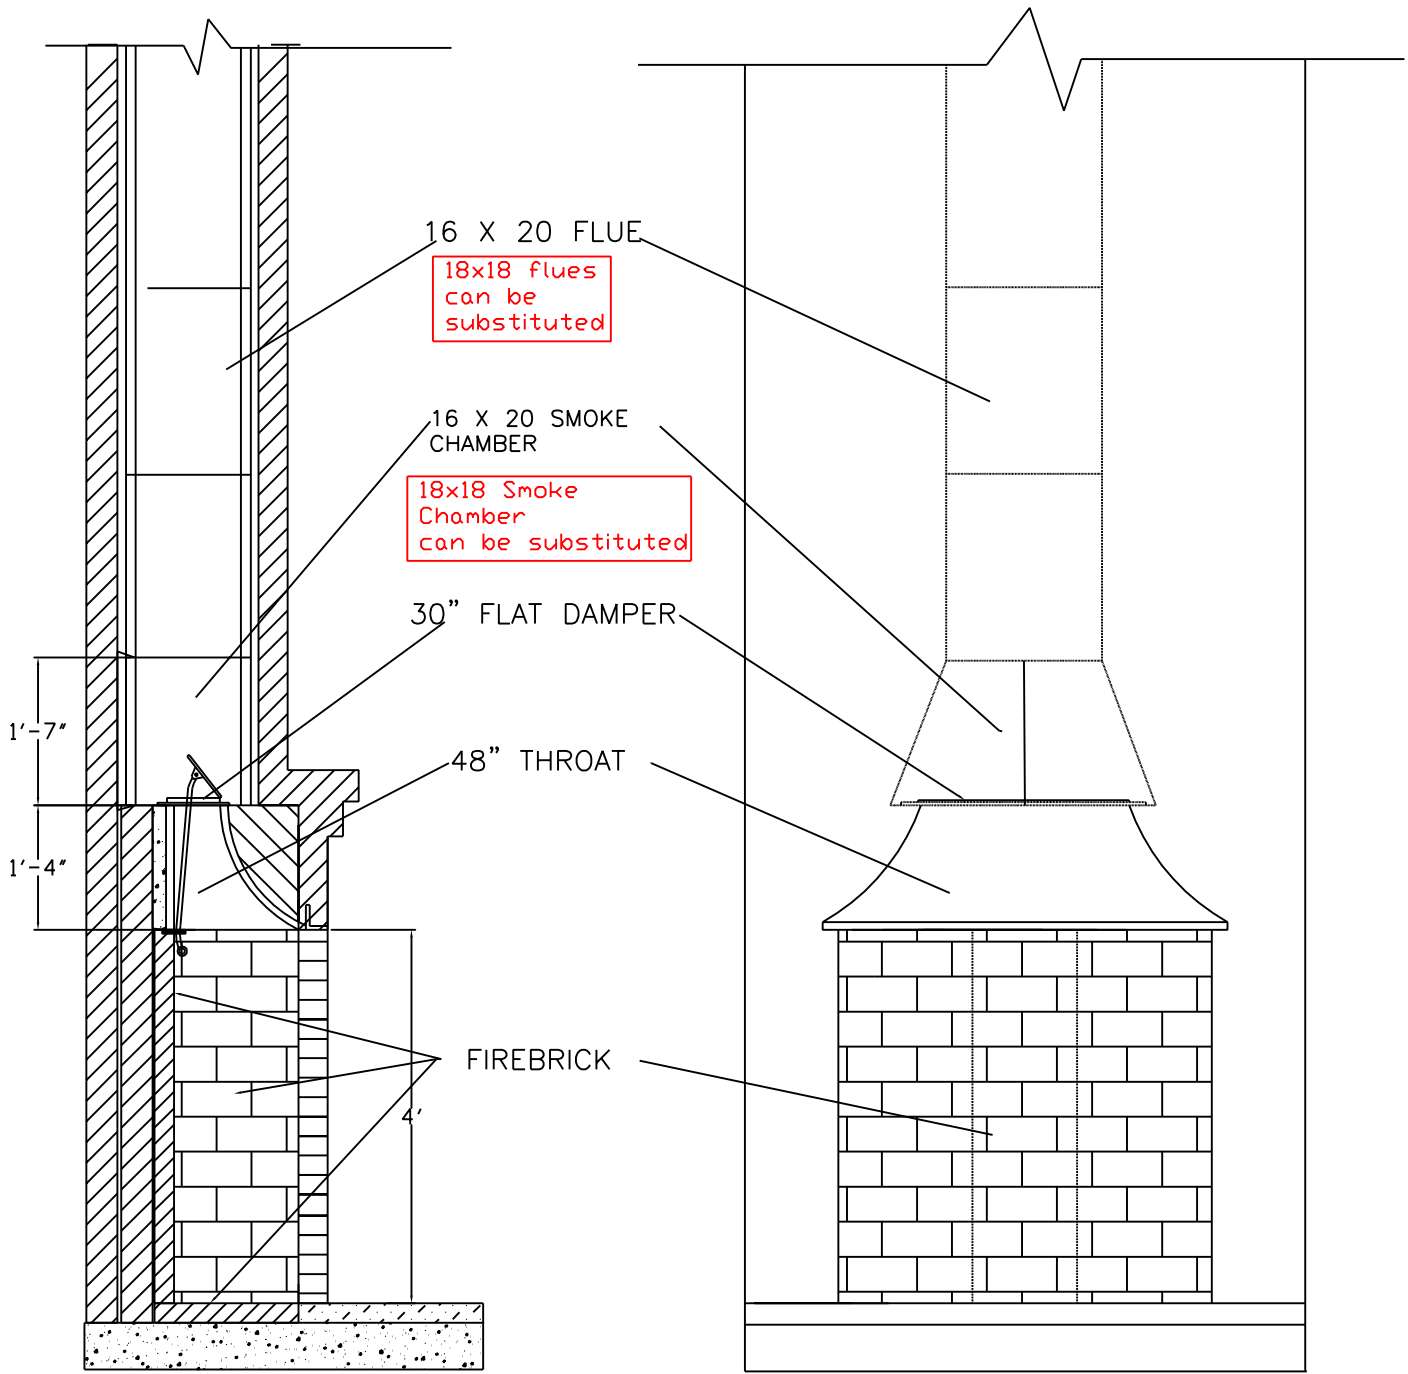 16 X 20 FLUE
18x18 flues
can be
substituted
16 X 20 SMOKE
CHAMBER
18x18 Smoke
Chamber
can be substituted
30" FLAT DAMPER
1'-7"
48" THROAT
1'-4"
FIREBRICK
4'